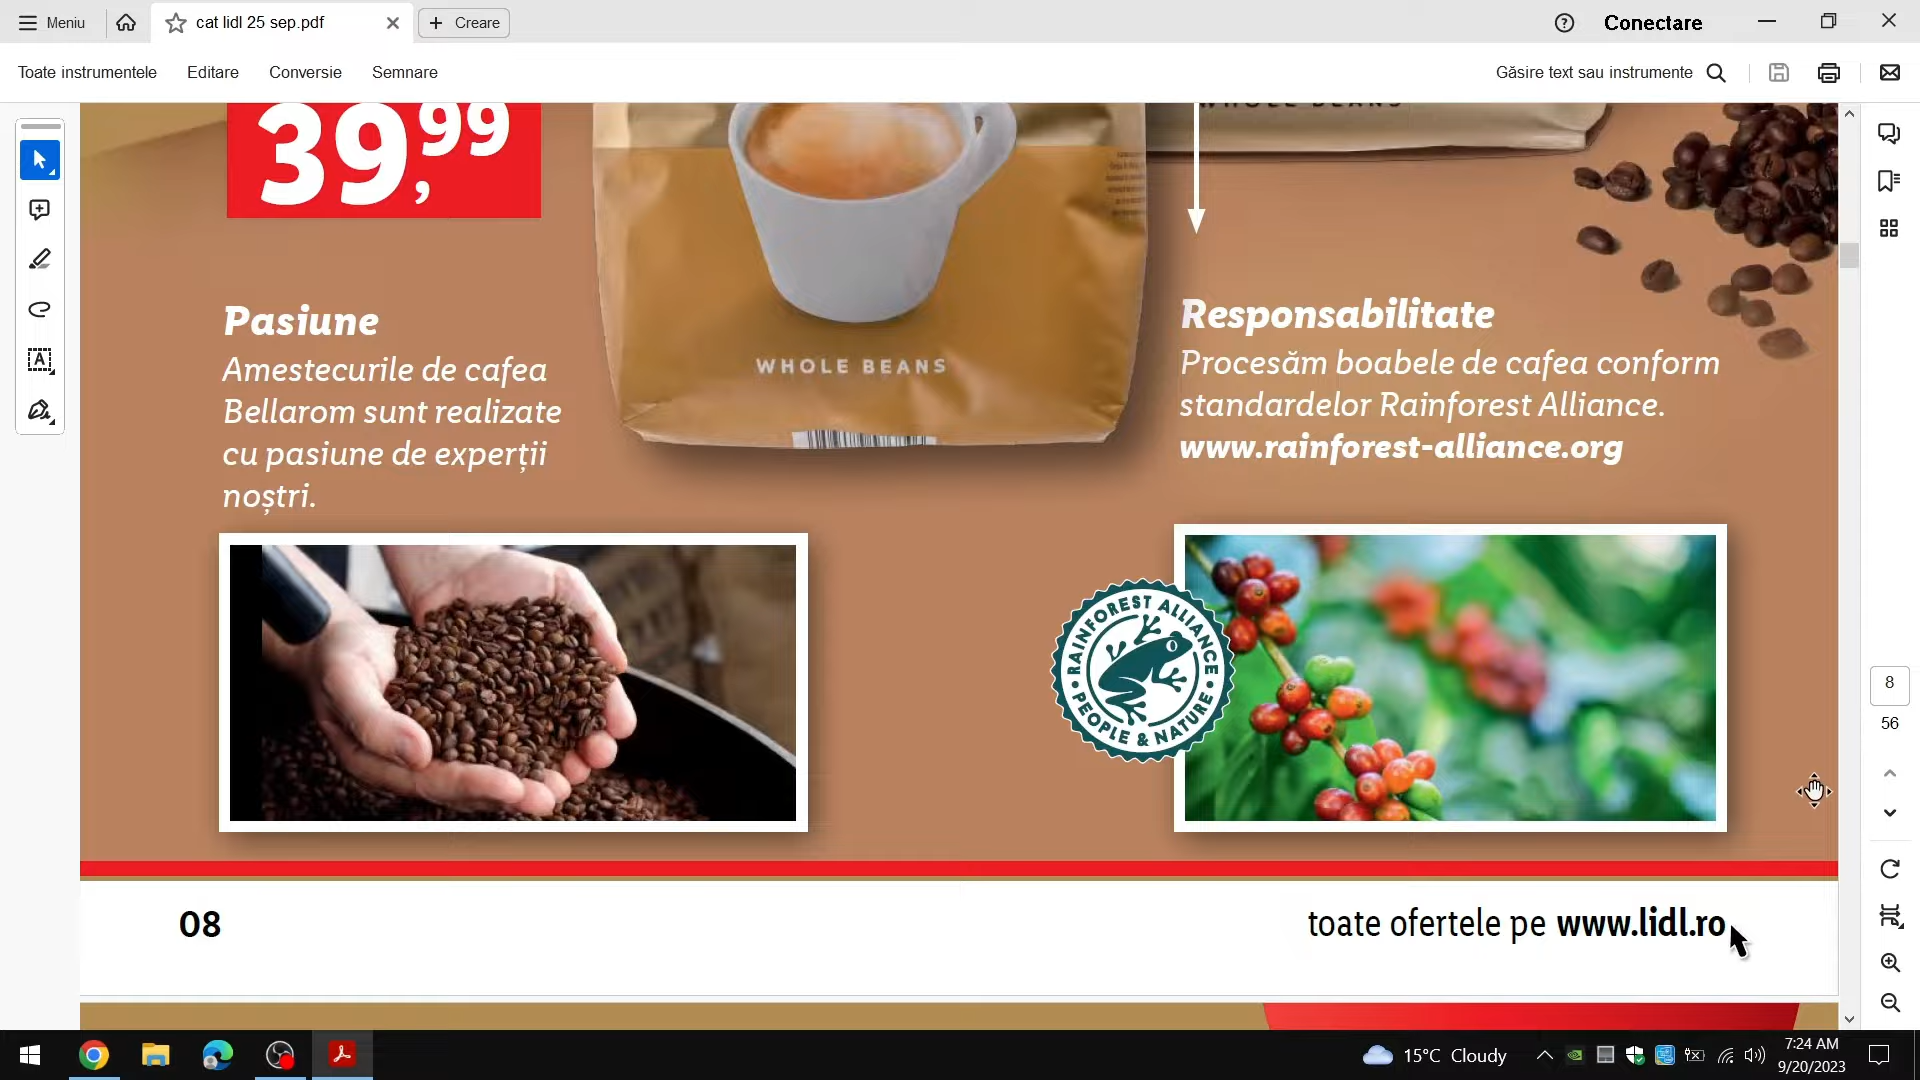 Meniu
cat lidl 25 sep.pdf
Creare
Conectare
Toate instrumentele
Editare
Conversie
Semnare
Găsire text sau instrumente
39,99
WHOLE BEANS
WHOLE BEANS
Pasiune
Amestecurile de cafea
Bellarom sunt realizate
cu pasiune de experții
noștri.
Responsabilitate
Procesăm boabele de cafea conform
standardelor Rainforest Alliance.
www.rainforest-alliance.org
RAINFOREST ALLIANCE
PEOPLE & NATURE
8
56
08
toate ofertele pe www.lidl.ro
15°C Cloudy
7:24 AM
9/20/2023